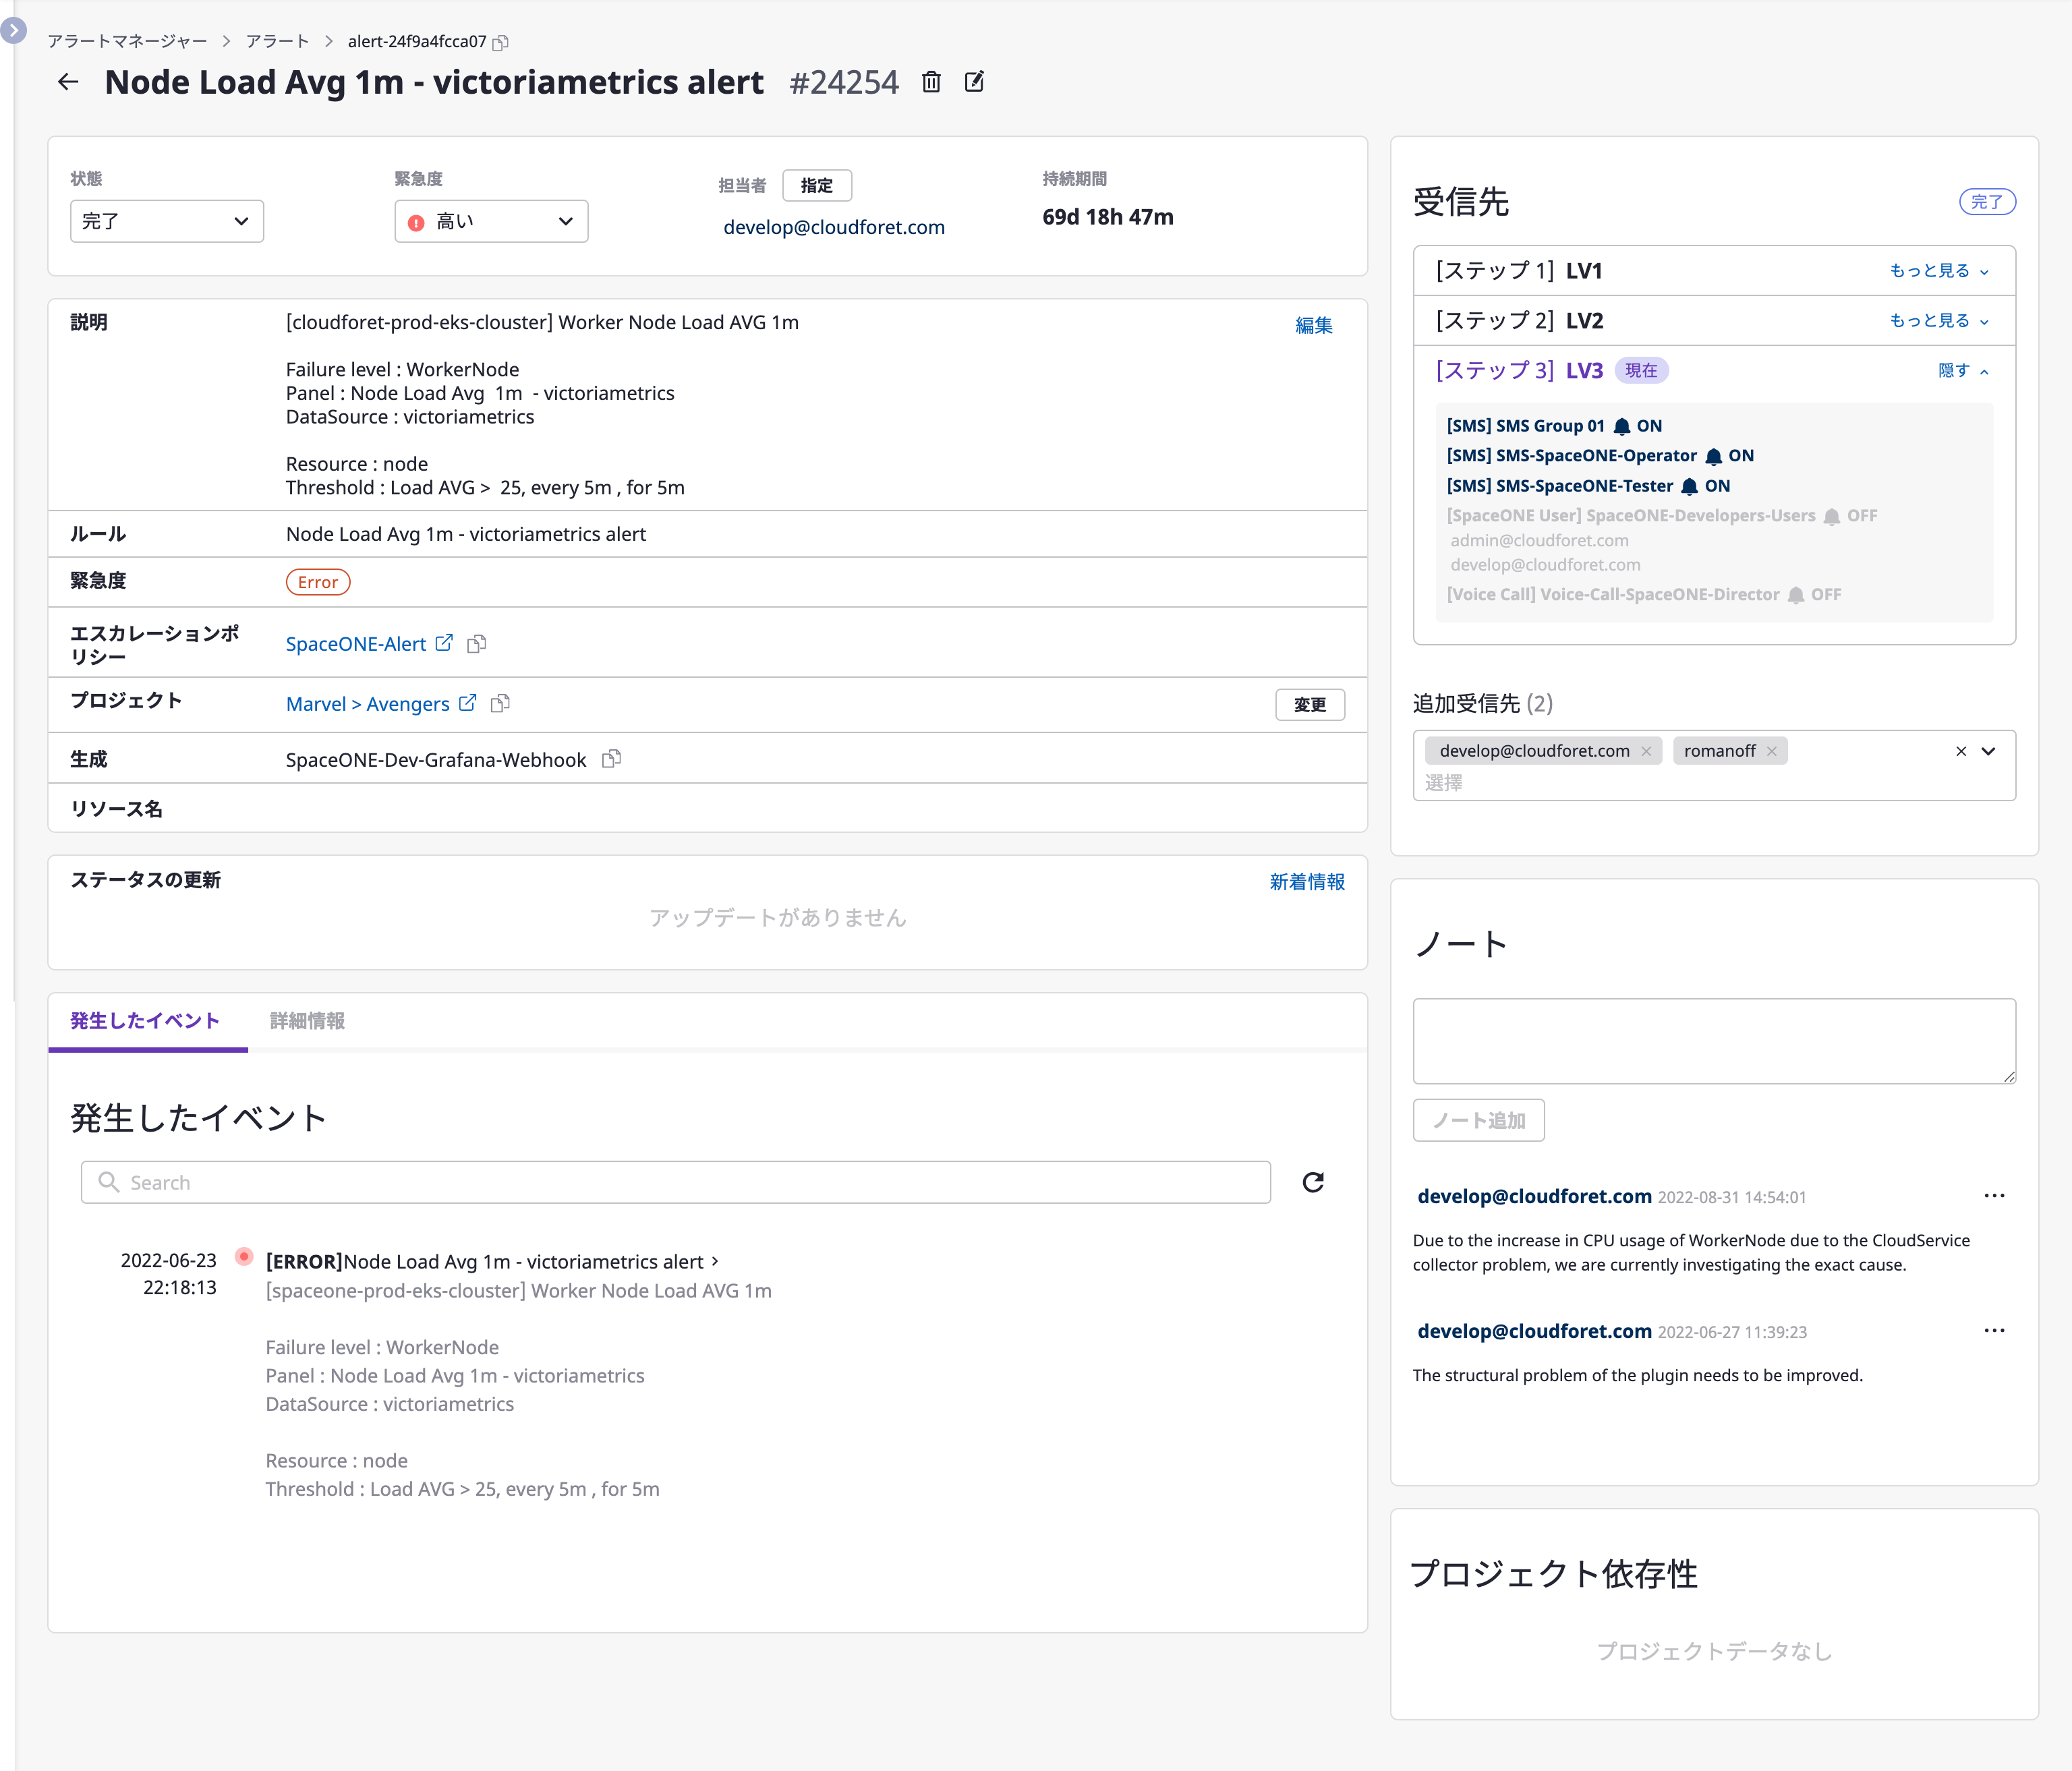 アラートマネージャー > アラート > alert-24f9a4fcca07
Node Load Avg 1m - victoriametrics alert #24254
状態
完了
緊急度
高い
担当者 指定
develop@cloudforet.com
持続期間
69d 18h 47m
説明
[cloudforet-prod-eks-clouster] Worker Node Load AVG 1m
編集
Failure level : WorkerNode
Panel : Node Load Avg  1m  - victoriametrics
DataSource : victoriametrics
Resource : node
Threshold : Load AVG >  25, every 5m , for 5m
ルール
Node Load Avg 1m - victoriametrics alert
緊急度
Error
エスカレーションポ
リシー
SpaceONE-Alert
プロジェクト
Marvel > Avengers
変更
生成
SpaceONE-Dev-Grafana-Webhook
リソース名
ステータスの更新
新着情報
アップデートがありません
発生したイベント 詳細情報
発生したイベント
Search
2022-06-23
22:18:13
[ERROR]Node Load Avg 1m - victoriametrics alert >
[spaceone-prod-eks-clouster] Worker Node Load AVG 1m
Failure level : WorkerNode
Panel : Node Load Avg 1m - victoriametrics
DataSource : victoriametrics
Resource : node
Threshold : Load AVG > 25, every 5m , for 5m
受信先
完了
[ステップ 1] LV1 もっと見る
[ステップ 2] LV2 もっと見る
[ステップ 3] LV3 現在 隠す
[SMS] SMS Group 01 ON
[SMS] SMS-SpaceONE-Operator ON
[SMS] SMS-SpaceONE-Tester ON
[SpaceONE User] SpaceONE-Developers-Users OFF
admin@cloudforet.com
develop@cloudforet.com
[Voice Call] Voice-Call-SpaceONE-Director OFF
追加受信先 (2)
develop@cloudforet.com × romanoff ×
選擇
ノート
ノート追加
develop@cloudforet.com 2022-08-31 14:54:01
Due to the increase in CPU usage of WorkerNode due to the CloudService
collector problem, we are currently investigating the exact cause.
develop@cloudforet.com 2022-06-27 11:39:23
The structural problem of the plugin needs to be improved.
プロジェクト依存性
プロジェクトデータなし